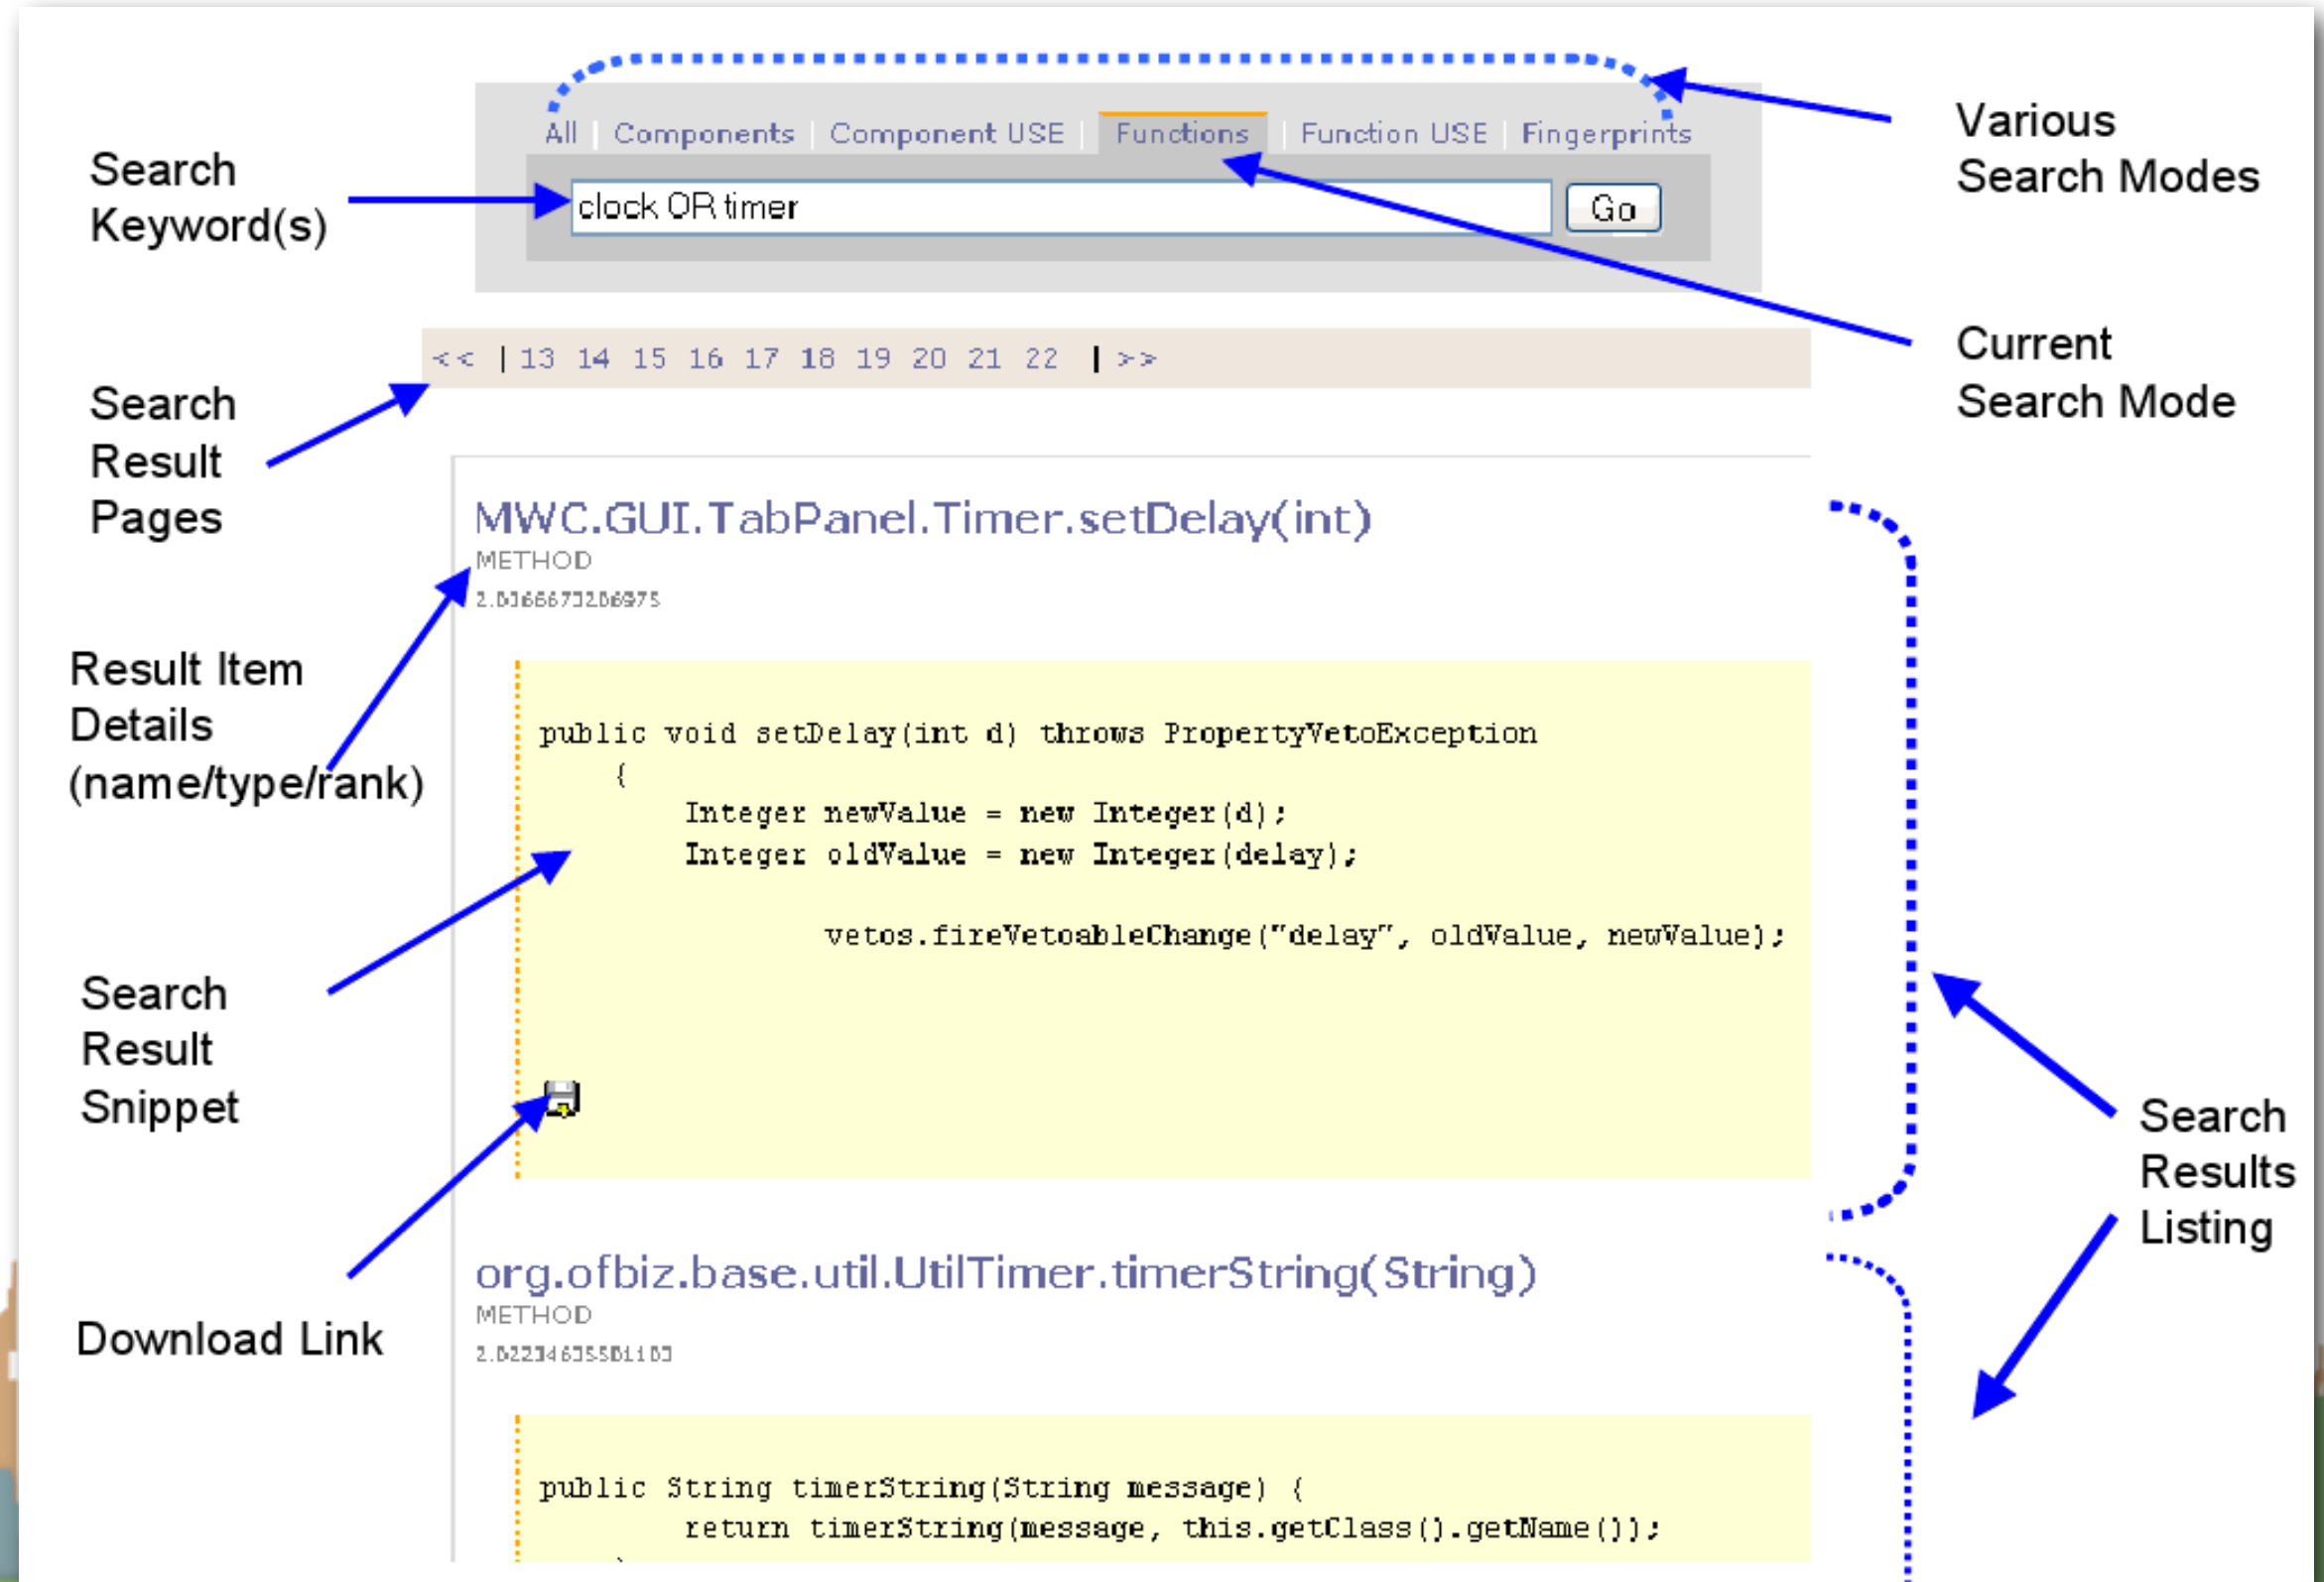 All | Components | Component USE | Functions | Function USE | Fingerprints
clock OR timer
Go
Search
Keyword(s)
Various
Search Modes
Current
Search Mode
<< | 13 14 15 16 17 18 19 20 21 22 | >>
Search
Result
Pages
MWC.GUI.TabPanel.Timer.setDelay(int)
METHOD
Result Item
Details
(name/type/rank)
public void setDelay(int d) throws PropertyVetoException
{
Integer newValue = new Integer(d);
Integer oldValue = new Integer(delay);
vetos.fireVetoableChange("delay", oldValue, newValue);
Search
Result
Snippet
Download Link
Search
Results
Listing
org.ofbiz.base.util.UtilTimer.timerString(String)
METHOD
public String timerString(String message) {
return timerString(message, this.getClass().getName());